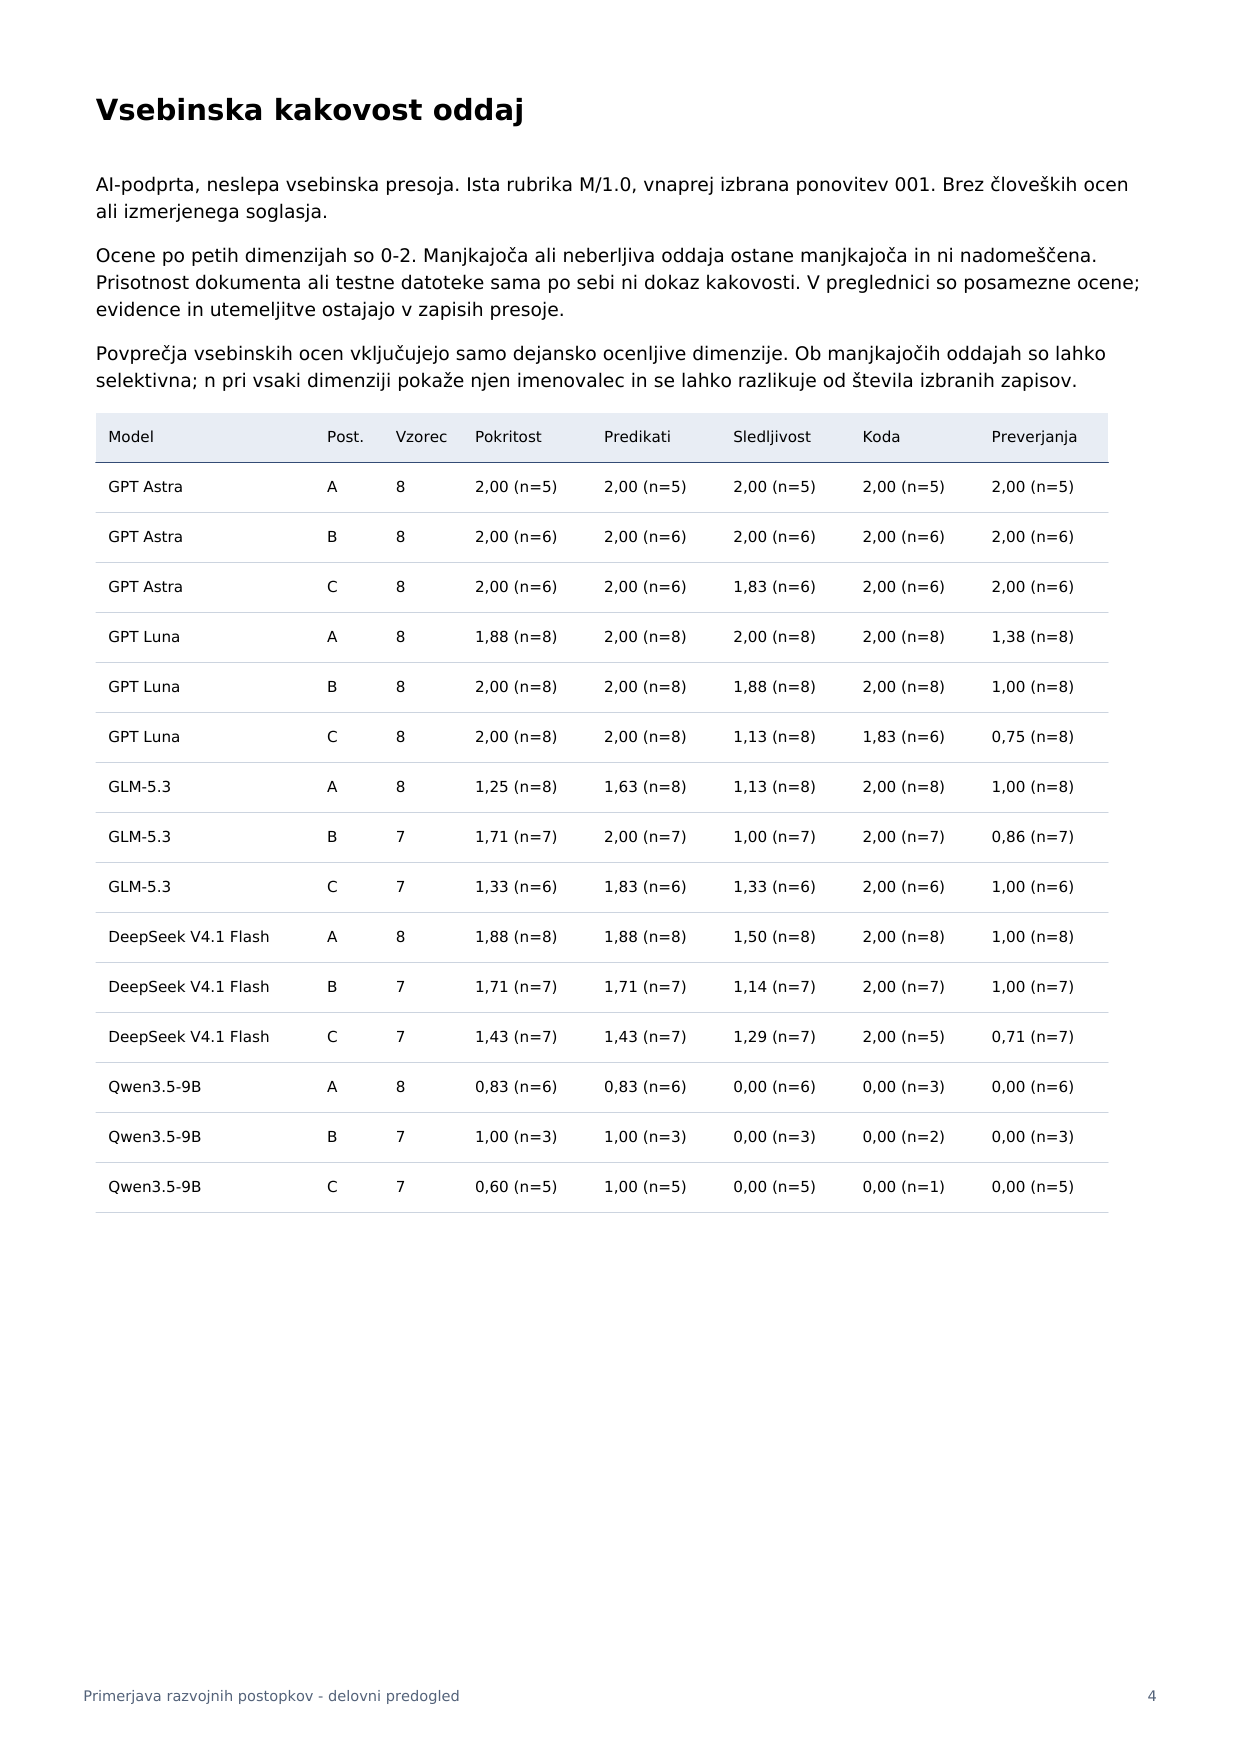 Vsebinska kakovost oddaj
AI-podprta, neslepa vsebinska presoja. Ista rubrika M/1.0, vnaprej izbrana ponovitev 001. Brez človeških ocen
ali izmerjenega soglasja.
Ocene po petih dimenzijah so 0-2. Manjkajoča ali neberljiva oddaja ostane manjkajoča in ni nadomeščena.
Prisotnost dokumenta ali testne datoteke sama po sebi ni dokaz kakovosti. V preglednici so posamezne ocene;
evidence in utemeljitve ostajajo v zapisih presoje.
Povprečja vsebinskih ocen vključujejo samo dejansko ocenljive dimenzije. Ob manjkajočih oddajah so lahko
selektivna; n pri vsaki dimenziji pokaže njen imenovalec in se lahko razlikuje od števila izbranih zapisov.
Model Post. Vzorec Pokritost Predikati Sledljivost Koda Preverjanja
GPT Astra A 8 2,00 (n=5) 2,00 (n=5) 2,00 (n=5) 2,00 (n=5) 2,00 (n=5)
GPT Astra B 8 2,00 (n=6) 2,00 (n=6) 2,00 (n=6) 2,00 (n=6) 2,00 (n=6)
GPT Astra C 8 2,00 (n=6) 2,00 (n=6) 1,83 (n=6) 2,00 (n=6) 2,00 (n=6)
GPT Luna A 8 1,88 (n=8) 2,00 (n=8) 2,00 (n=8) 2,00 (n=8) 1,38 (n=8)
GPT Luna B 8 2,00 (n=8) 2,00 (n=8) 1,88 (n=8) 2,00 (n=8) 1,00 (n=8)
GPT Luna C 8 2,00 (n=8) 2,00 (n=8) 1,13 (n=8) 1,83 (n=6) 0,75 (n=8)
GLM-5.3 A 8 1,25 (n=8) 1,63 (n=8) 1,13 (n=8) 2,00 (n=8) 1,00 (n=8)
GLM-5.3 B 7 1,71 (n=7) 2,00 (n=7) 1,00 (n=7) 2,00 (n=7) 0,86 (n=7)
GLM-5.3 C 7 1,33 (n=6) 1,83 (n=6) 1,33 (n=6) 2,00 (n=6) 1,00 (n=6)
DeepSeek V4.1 Flash A 8 1,88 (n=8) 1,88 (n=8) 1,50 (n=8) 2,00 (n=8) 1,00 (n=8)
DeepSeek V4.1 Flash B 7 1,71 (n=7) 1,71 (n=7) 1,14 (n=7) 2,00 (n=7) 1,00 (n=7)
DeepSeek V4.1 Flash C 7 1,43 (n=7) 1,43 (n=7) 1,29 (n=7) 2,00 (n=5) 0,71 (n=7)
Qwen3.5-9B A 8 0,83 (n=6) 0,83 (n=6) 0,00 (n=6) 0,00 (n=3) 0,00 (n=6)
Qwen3.5-9B B 7 1,00 (n=3) 1,00 (n=3) 0,00 (n=3) 0,00 (n=2) 0,00 (n=3)
Qwen3.5-9B C 7 0,60 (n=5) 1,00 (n=5) 0,00 (n=5) 0,00 (n=1) 0,00 (n=5)
Primerjava razvojnih postopkov - delovni predogled 4